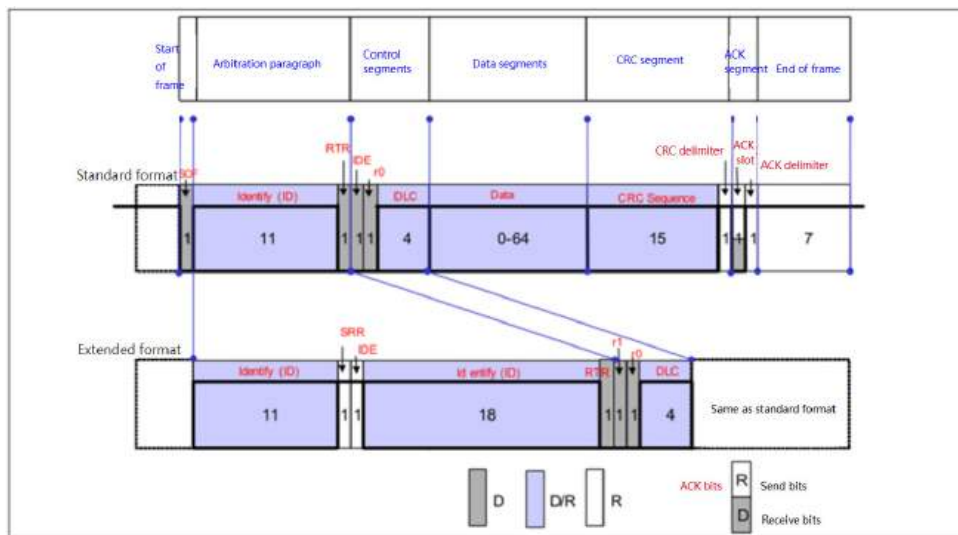 Start of frame
Arbitration paragraph
Control segments
Data segments
CRC segment
ACK segment
End of frame
Standard format
SOF
RTR
IDE
r0
CRC delimiter
ACK slot
ACK delimiter
Identify (ID)
DLC
Data
CRC Sequence
1
11
1
1
1
4
0-64
15
1
1
1
7
Extended format
SRR
IDE
r1
r0
Identify (ID)
Id entify (ID)
RTR
DLC
11
1
1
18
1
1
1
4
Same as standard format
D
D/R
R
ACK bits
R
Send bits
D
Receive bits